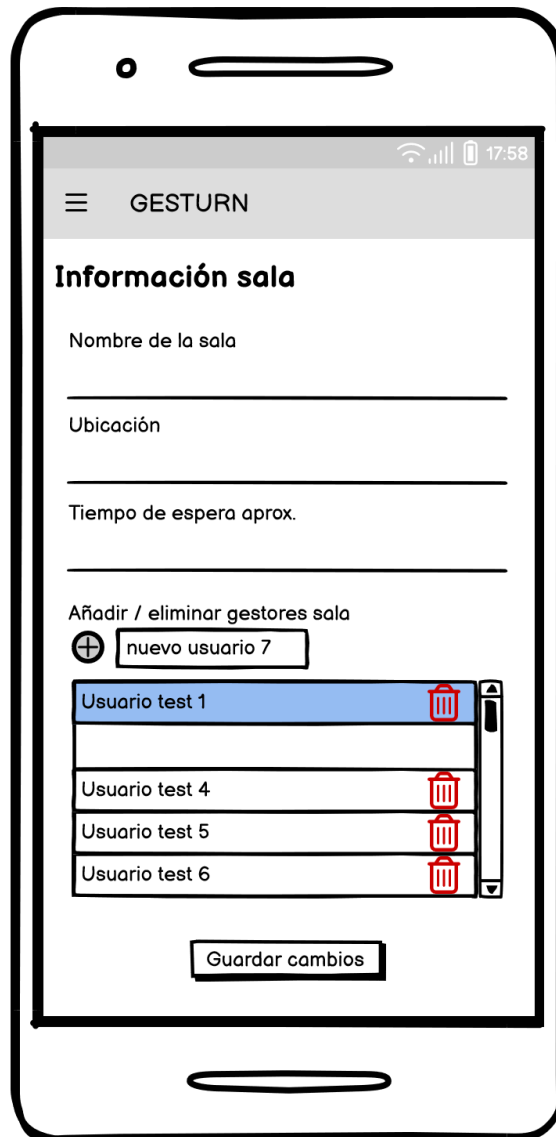 17:58
GESTURN
Información sala
Nombre de la sala
Ubicación
Tiempo de espera aprox.
Añadir / eliminar gestores sala
nuevo usuario 7
Usuario test 1
Usuario test 4
Usuario test 5
Usuario test 6
Guardar cambios